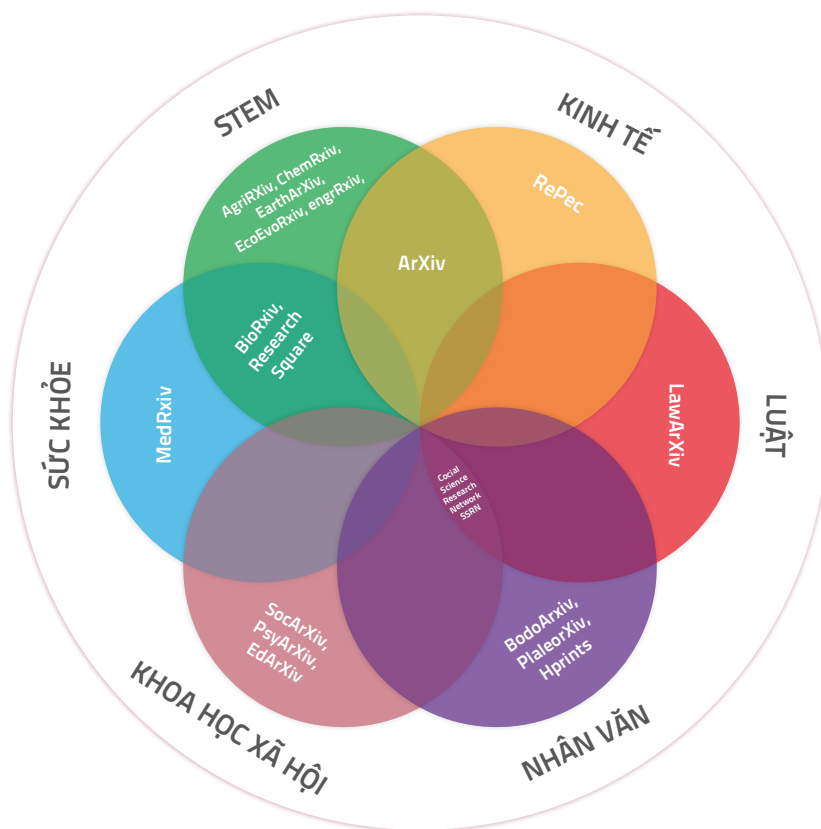 STEM
KINH TẾ
AgriRXiv, ChemRxiv,
EarthArXiv,
EcoEvoRxiv, engrRxiv,
RePec
ArXiv
BioRxiv,
Research
Square
SỨC KHỎE
MedRxiv
LawArXiv
LUẬT
Cocial
Science
Research
Network
SSRN
SocArXiv,
PsyArXiv,
EdArXiv
BodoArxiv,
PlaleorXiv,
Hprints
KHOA HỌC XÃ HỘI
NHÂN VĂN